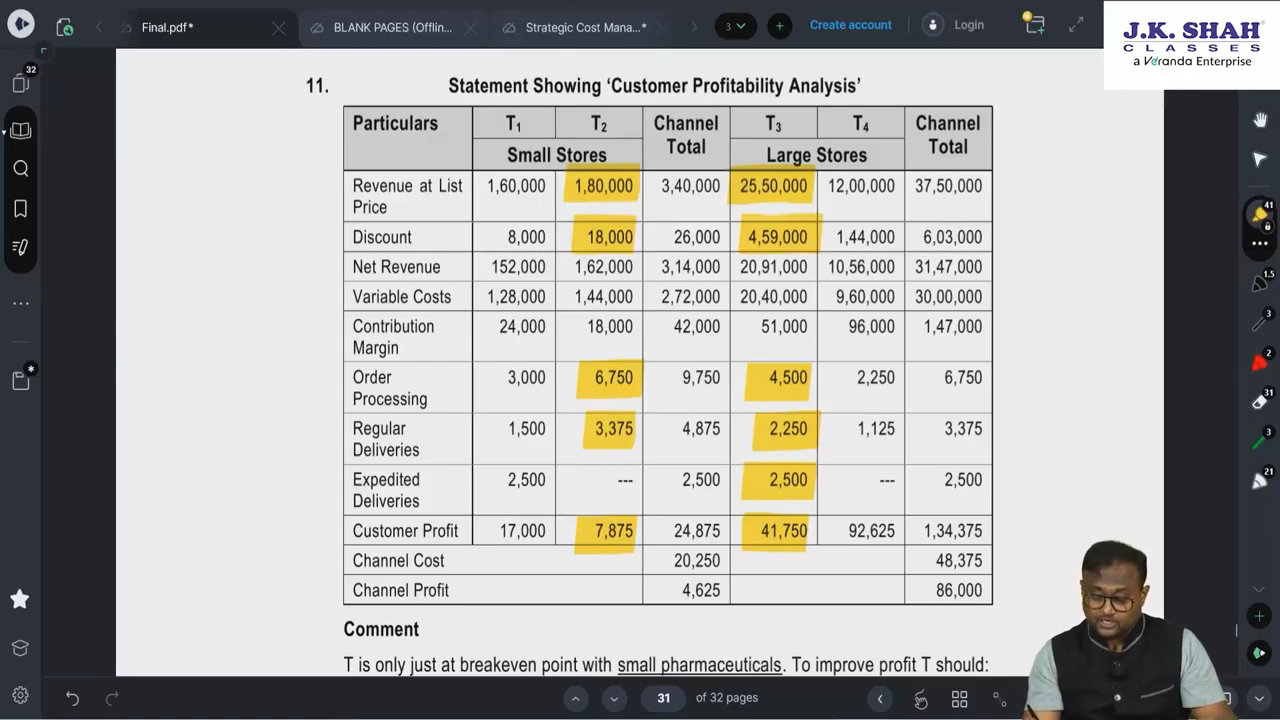 Final.pdf*
BLANK PAGES (Offlin...
Strategic Cost Mana...*
3
Create account
Login
J.K. SHAH
CLASSES
a Veranda Enterprise
32
11. Statement Showing ‘Customer Profitability Analysis’
Particulars T1 T2 Channel Total T3 T4 Channel Total
Small Stores Large Stores
Revenue at List Price 1,60,000 1,80,000 3,40,000 25,50,000 12,00,000 37,50,000
Discount 8,000 18,000 26,000 4,59,000 1,44,000 6,03,000
Net Revenue 152,000 1,62,000 3,14,000 20,91,000 10,56,000 31,47,000
Variable Costs 1,28,000 1,44,000 2,72,000 20,40,000 9,60,000 30,00,000
Contribution Margin 24,000 18,000 42,000 51,000 96,000 1,47,000
Order Processing 3,000 6,750 9,750 4,500 2,250 6,750
Regular Deliveries 1,500 3,375 4,875 2,250 1,125 3,375
Expedited Deliveries 2,500 --- 2,500 2,500 --- 2,500
Customer Profit 17,000 7,875 24,875 41,750 92,625 1,34,375
Channel Cost 20,250 48,375
Channel Profit 4,625 86,000
Comment
T is only just at breakeven point with small pharmaceuticals. To improve profit T should:
41
1.5
3
2
31
3
21
31 of 32 pages